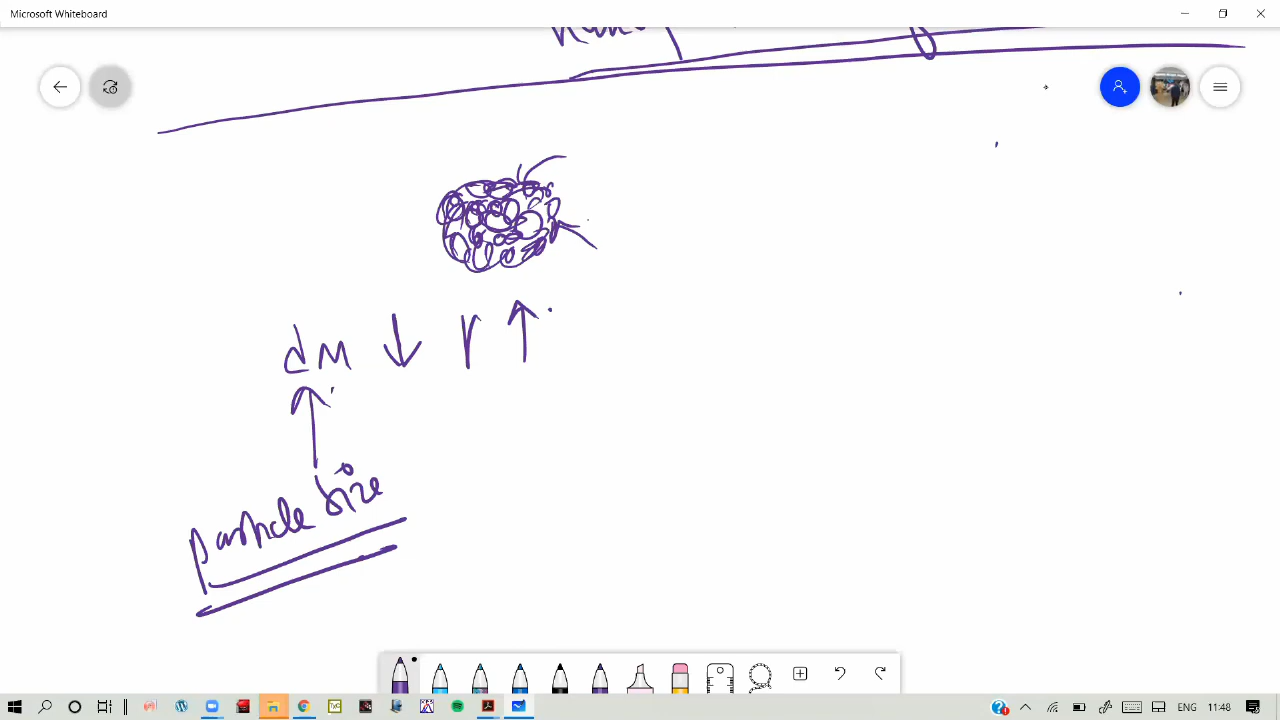 Microsoft Whiteboard
dM ↓ r ↑
Particle Size
ENG
11:48